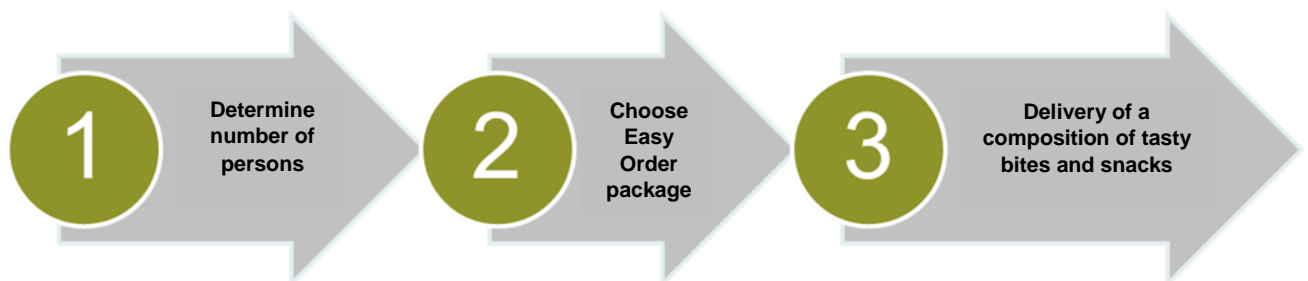 1
Determine
number of
persons
2
Choose
Easy
Order
package
3
Delivery of a
composition of tasty
bites and snacks